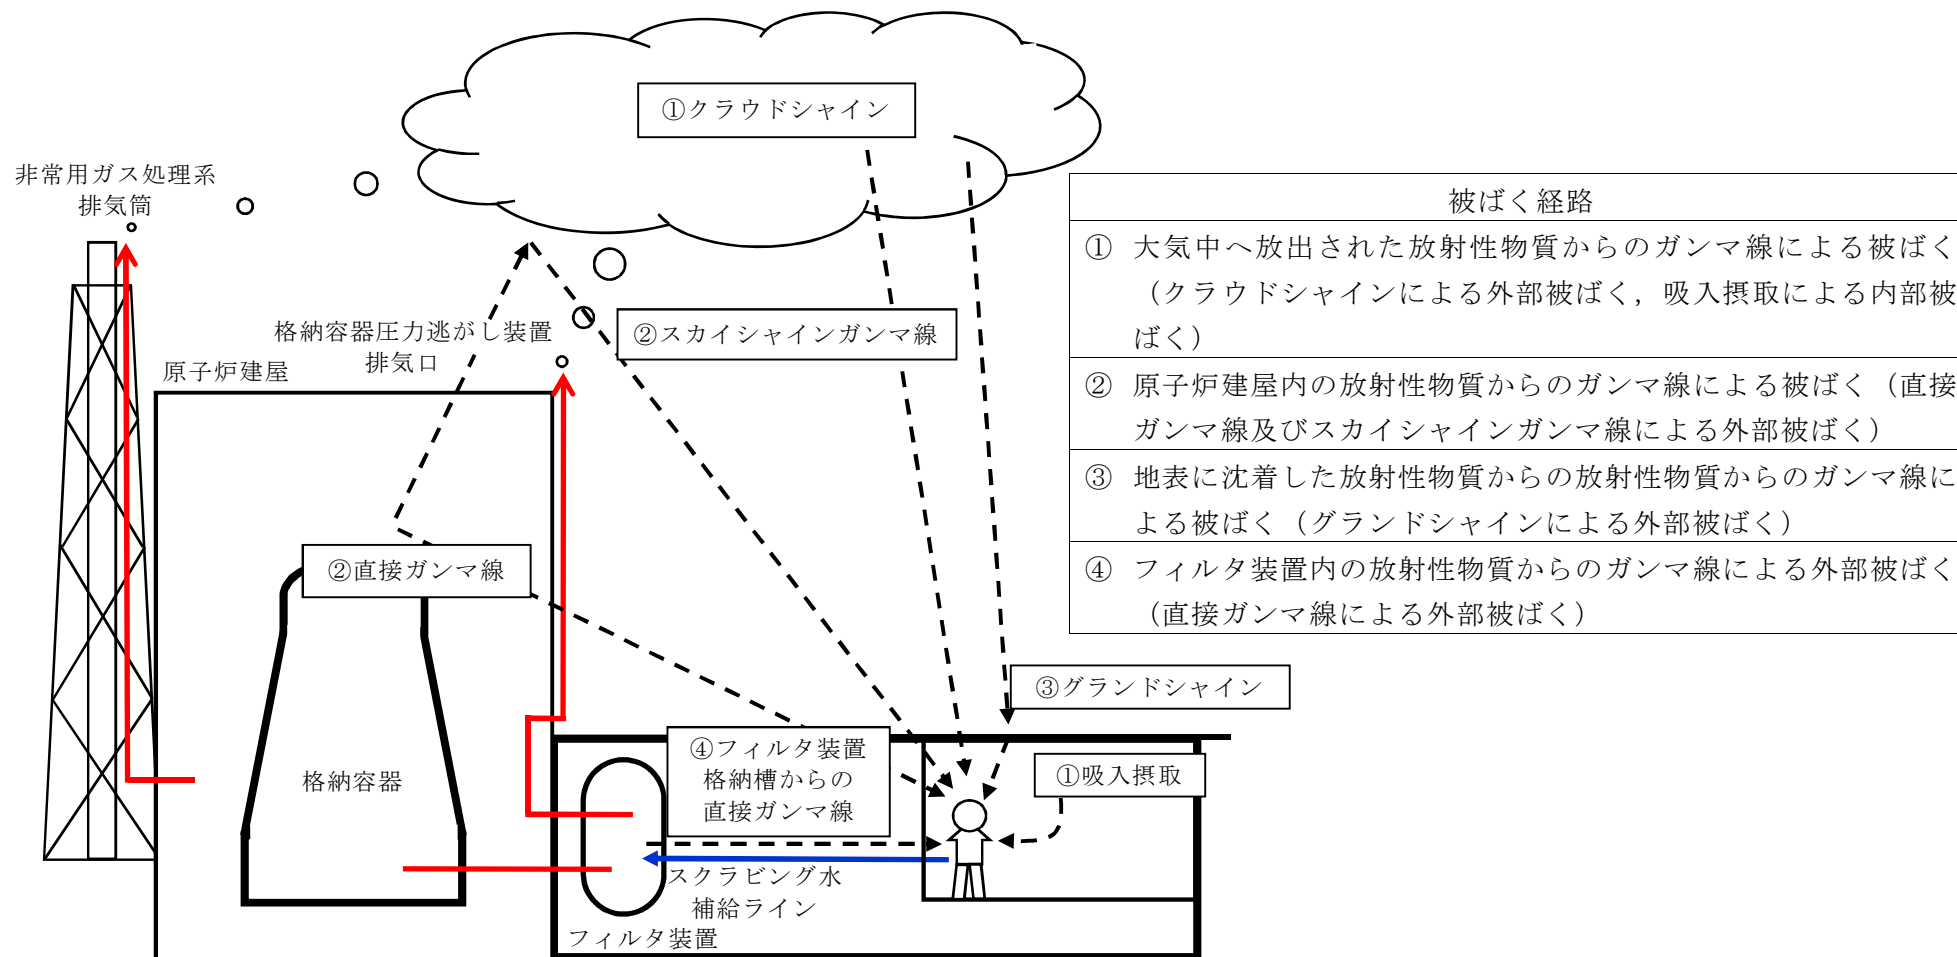 ①クラウドシャイン
非常用ガス処理系
排気筒
格納容器圧力逃がし装置
排気口
②スカイシャインガンマ線
原子炉建屋
②直接ガンマ線
格納容器
③グランドシャイン
④フィルタ装置
格納槽からの
直接ガンマ線
①吸入摂取
スクラビング水
補給ライン
フィルタ装置
被ばく経路
① 大気中へ放出された放射性物質からのガンマ線による被ばく
（クラウドシャインによる外部被ばく，吸入摂取による内部被
ばく）
② 原子炉建屋内の放射性物質からのガンマ線による被ばく（直接
ガンマ線及びスカイシャインガンマ線による外部被ばく）
③ 地表に沈着した放射性物質からの放射性物質からのガンマ線に
よる被ばく（グランドシャインによる外部被ばく）
④ フィルタ装置内の放射性物質からのガンマ線による外部被ばく
（直接ガンマ線による外部被ばく）